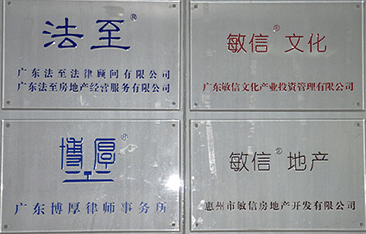 法至®
广东法至法律顾问有限公司
广东法至房地产经营服务有限公司
敏信®文化
广东敏信文化产业投资管理有限公司
博厚®
广东博厚律师事务所
敏信®地产
惠州市敏信房地产开发有限公司